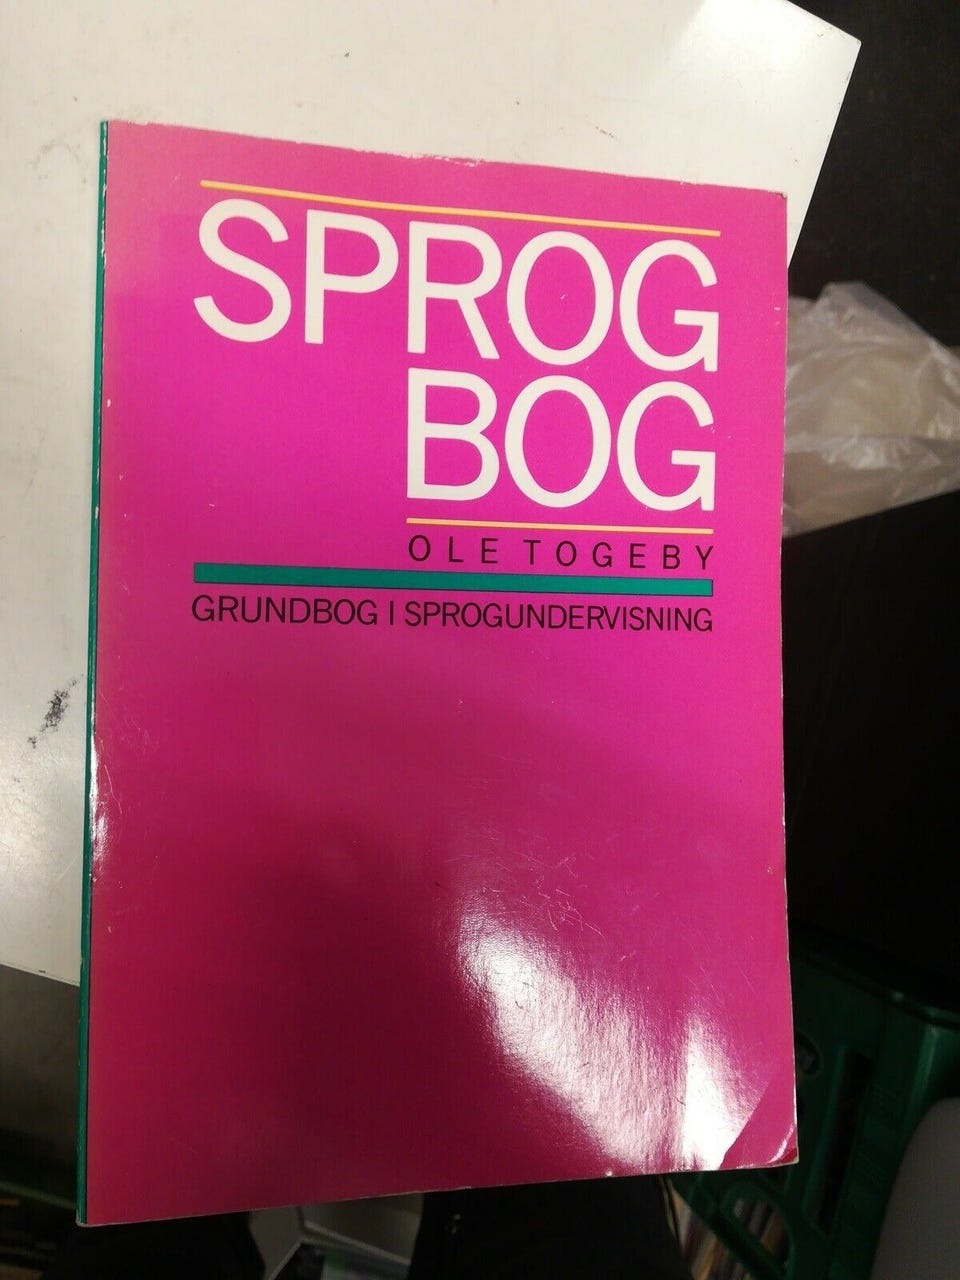 SPROG
BOG
OLE TOGEBY
GRUNDBOG I SPROGUNDERVISNING